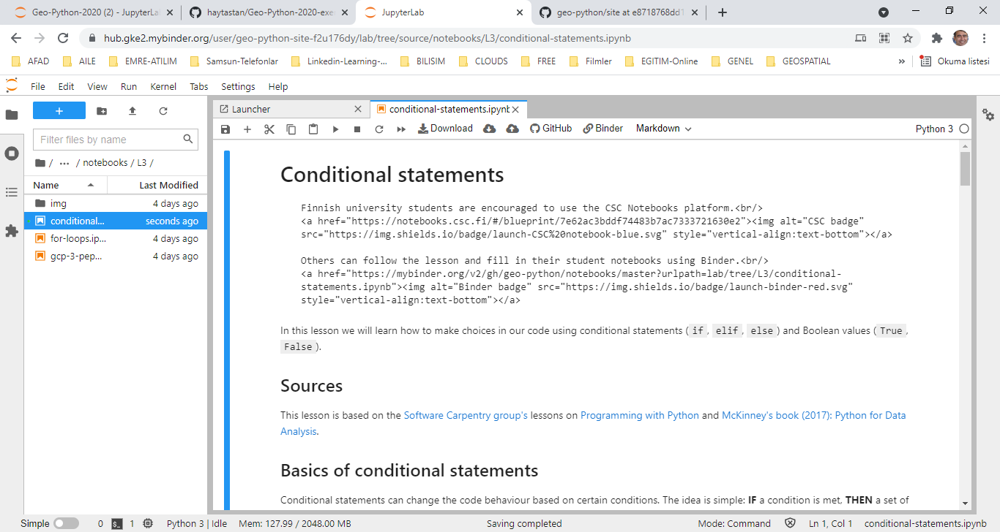 Geo-Python-2020 (2) - JupyterLa
haytastan/Geo-Python-2020-exe
JupyterLab
geo-python/site at e8718768dd1
hub.gke2.mybinder.org/user/geo-python-site-f2u176dy/lab/tree/source/notebooks/L3/conditional-statements.ipynb
AFAD AILE EMRE-ATILIM Samsun-Telefonlar Linkedin-Learning-... BILISIM CLOUDS FREE Filmler EGITIM-Online GENEL GEOSPATIAL » Okuma listesi
File Edit View Run Kernel Tabs Settings Help
Launcher
conditional-statements.ipynb
Download GitHub Binder Markdown Python 3
Filter files by name
/ ... / notebooks / L3 /
Name Last Modified
img 4 days ago
conditional... seconds ago
for-loops.ip... 4 days ago
gcp-3-pep... 4 days ago
Conditional statements
Finnish university students are encouraged to use the CSC Notebooks platform.<br/>
<a href="https://notebooks.csc.fi/#/blueprint/7e62ac3bddf74483b7ac7333721630e2"><img alt="CSC badge"
src="https://img.shields.io/badge/launch-CSC%20notebook-blue.svg" style="vertical-align:text-bottom"></a>
Others can follow the lesson and fill in their student notebooks using Binder.<br/>
<a href="https://mybinder.org/v2/gh/geo-python/notebooks/master?urlpath=lab/tree/L3/conditional-
statements.ipynb"><img alt="Binder badge" src="https://img.shields.io/badge/launch-binder-red.svg"
style="vertical-align:text-bottom"></a>
In this lesson we will learn how to make choices in our code using conditional statements ( if , elif , else ) and Boolean values ( True ,
False ).
Sources
This lesson is based on the Software Carpentry group's lessons on Programming with Python and McKinney's book (2017): Python for Data
Analysis.
Basics of conditional statements
Conditional statements can change the code behaviour based on certain conditions. The idea is simple: IF a condition is met, THEN a set of
Simple 0 $_ 1 Python 3 | Idle Mem: 127.99 / 2048.00 MB Saving completed Mode: Command Ln 1, Col 1 conditional-statements.ipynb